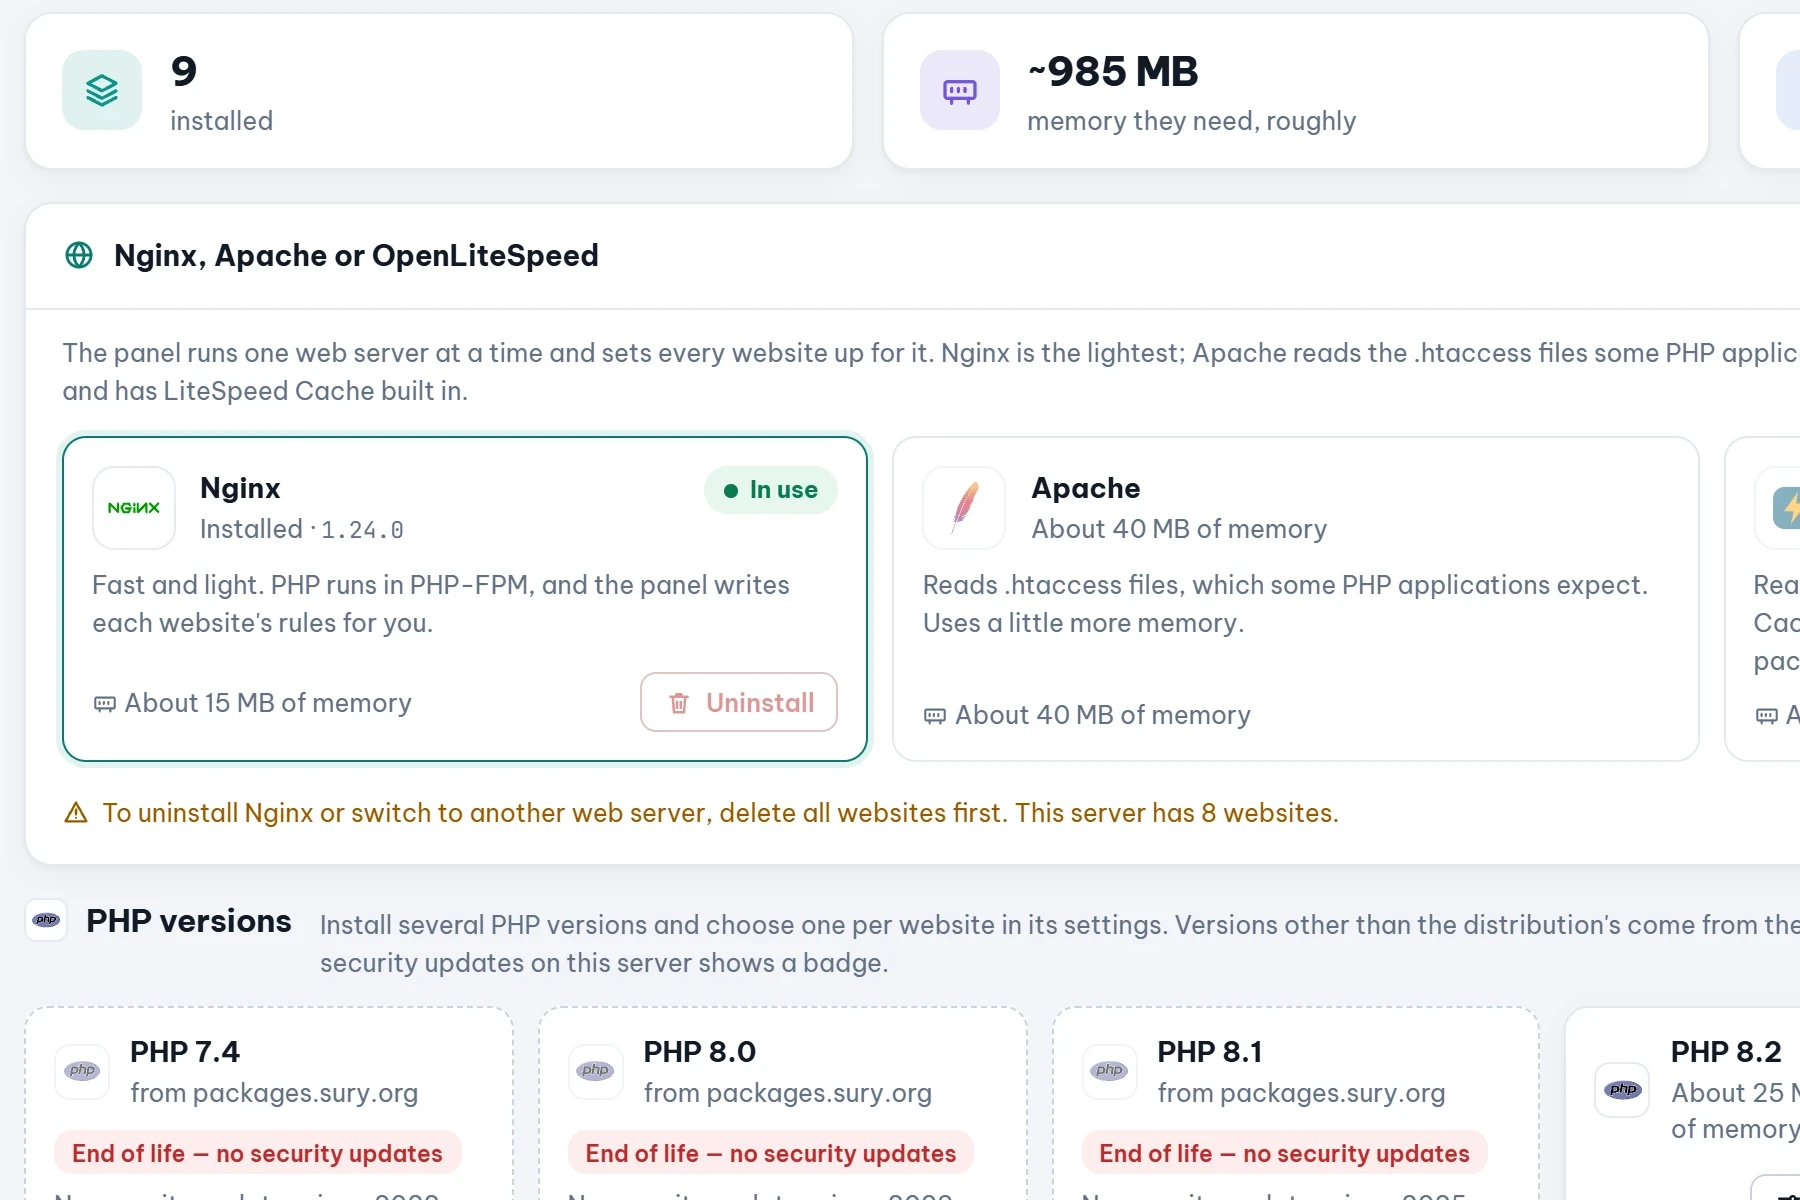 9
installed
~985 MB
memory they need, roughly
Nginx, Apache or OpenLiteSpeed
The panel runs one web server at a time and sets every website up for it. Nginx is the lightest; Apache reads the .htaccess files some PHP applic
and has LiteSpeed Cache built in.
NGINX
Nginx
Installed · 1.24.0
In use
Fast and light. PHP runs in PHP-FPM, and the panel writes
each website's rules for you.
About 15 MB of memory
Uninstall
Apache
About 40 MB of memory
Reads .htaccess files, which some PHP applications expect.
Uses a little more memory.
About 40 MB of memory
To uninstall Nginx or switch to another web server, delete all websites first. This server has 8 websites.
php
PHP versions
Install several PHP versions and choose one per website in its settings. Versions other than the distribution's come from the
security updates on this server shows a badge.
php
PHP 7.4
from packages.sury.org
End of life – no security updates
php
PHP 8.0
from packages.sury.org
End of life – no security updates
php
PHP 8.1
from packages.sury.org
End of life – no security updates
php
PHP 8.2
About 25
of memory